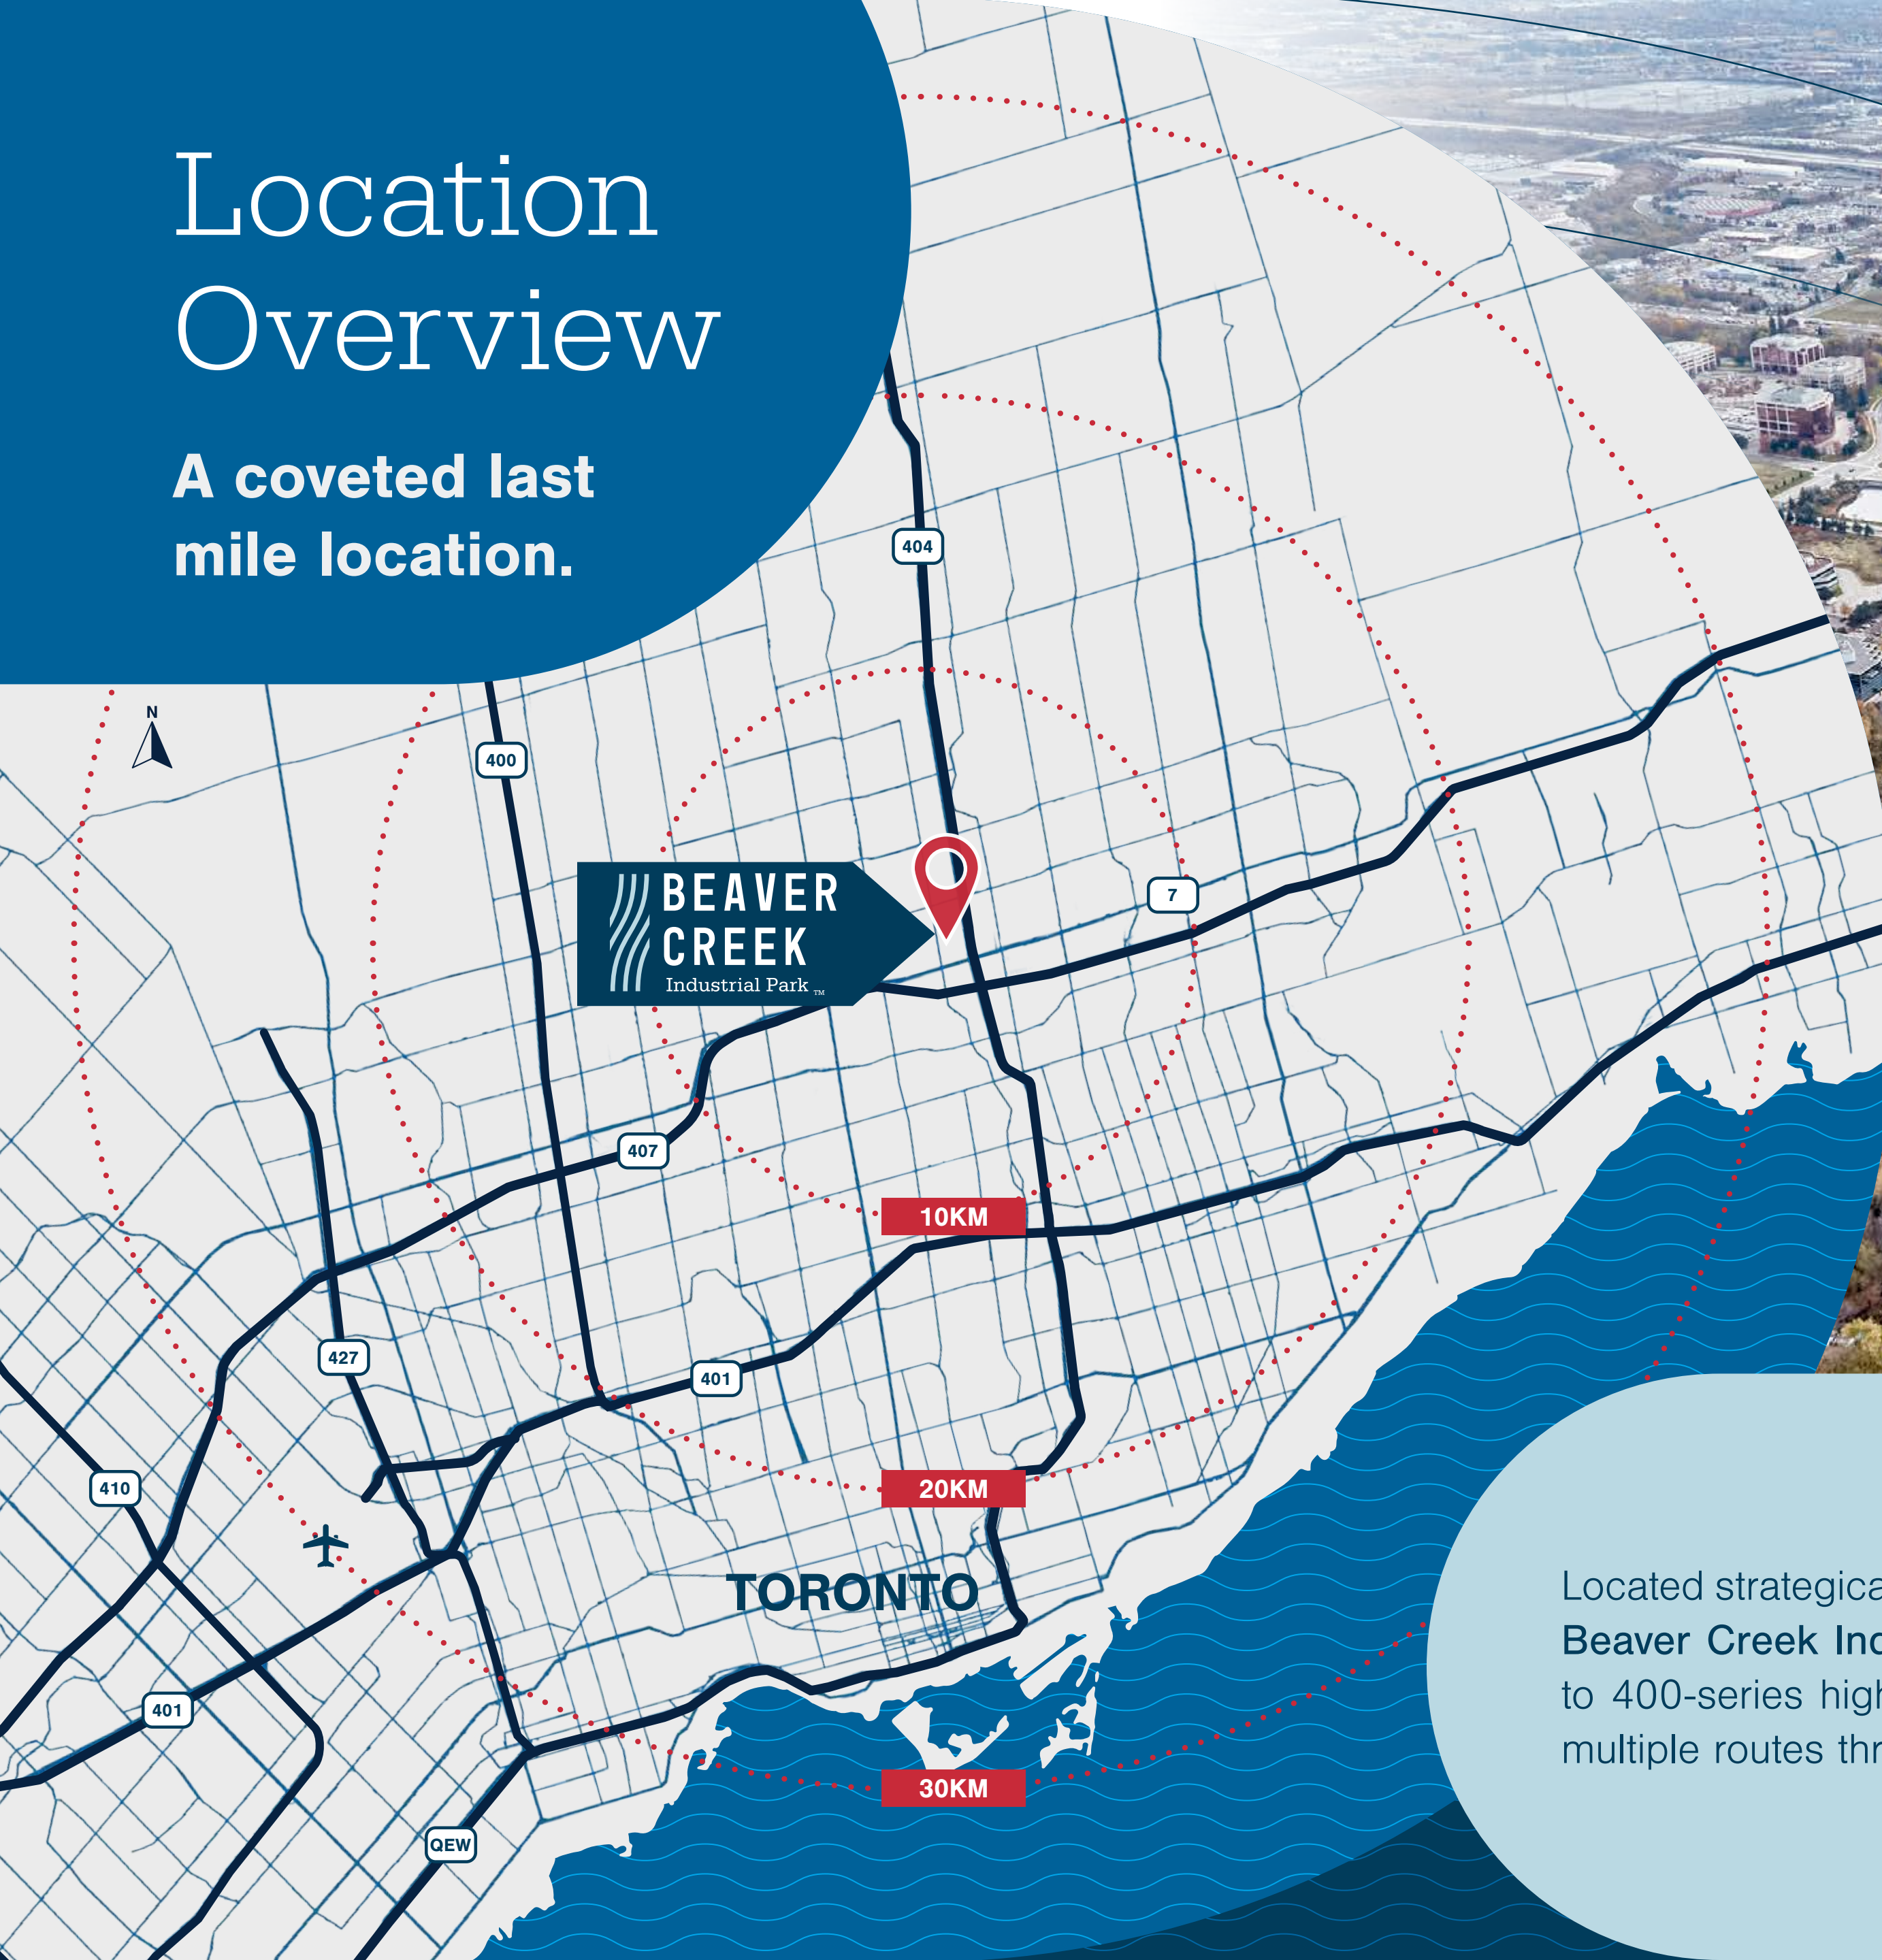 Location
Overview
A coveted last
mile location.
404
N
400
7
BEAVER
CREEK
Industrial Park TM
407
10KM
427
401
410
20KM
TORONTO
Located strategica
Beaver Creek Ind
to 400-series high
multiple routes thr
401
30KM
QEW